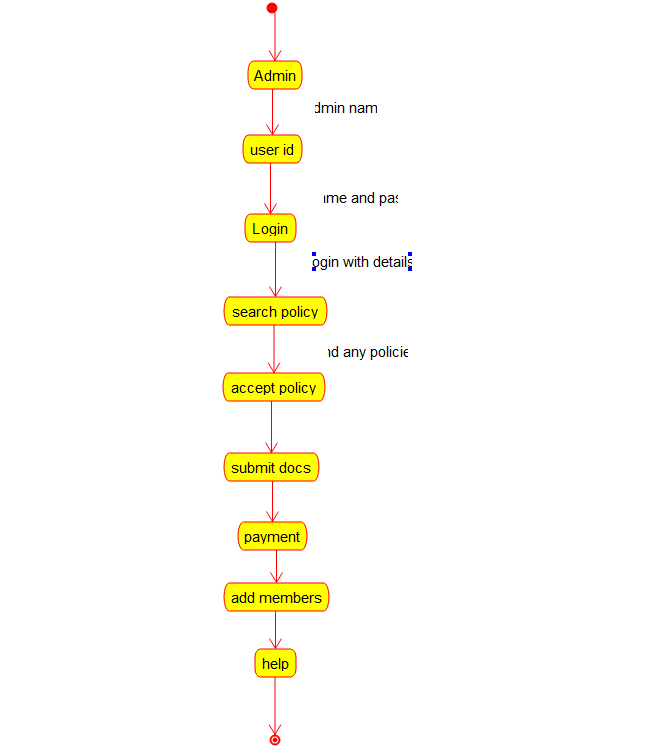 Admin
dmin nam
user id
me and pas
Login
ogin with details
search policy
nd any policie
accept policy
submit docs
payment
add members
help